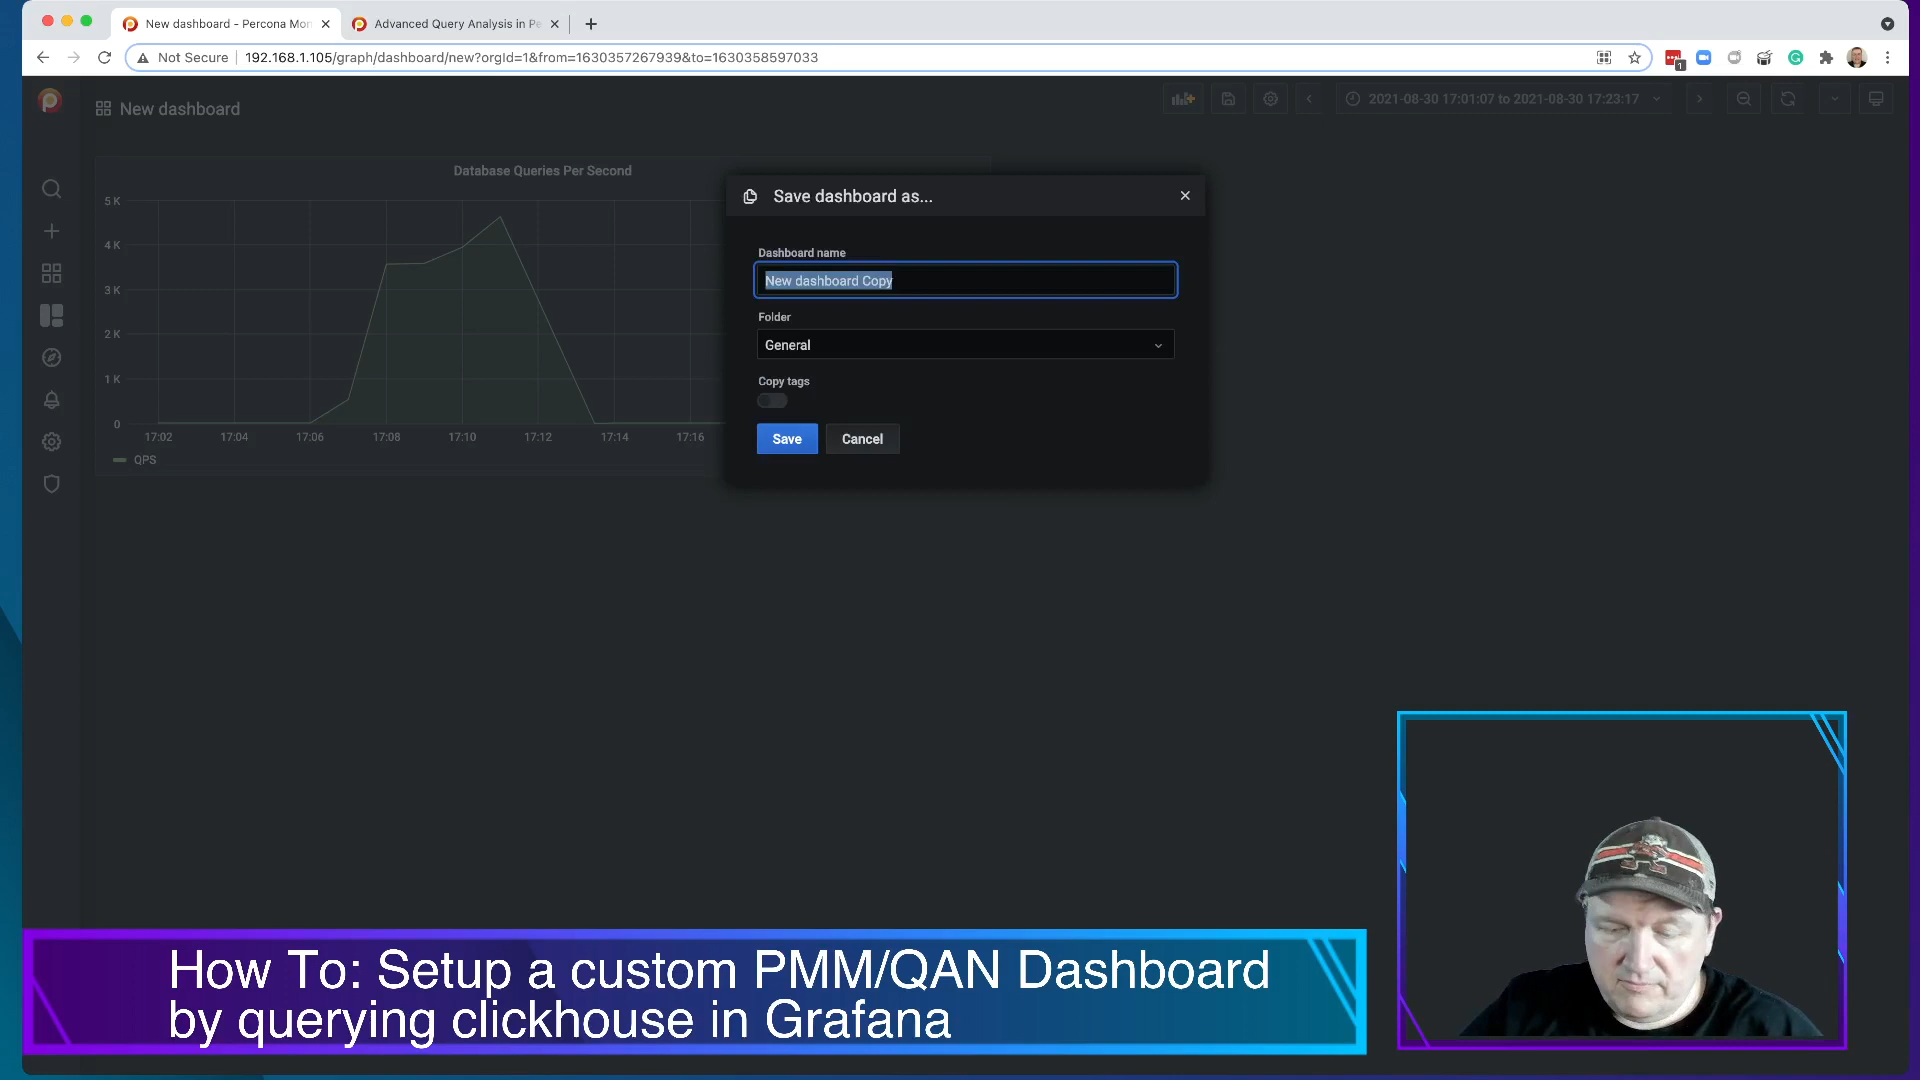 New dashboard - Percona Mon
Advanced Query Analysis in Pe
Not Secure
192.168.1.105/graph/dashboard/new?orgId=1&from=1630357267939&to=1630358597033
1
New dashboard
2021-08-30 17:01:07 to 2021-08-30 17:23:17
Database Queries Per Second
5 K
4 K
3 K
2 K
1 K
0
17:02
17:04
17:06
17:08
17:10
17:12
17:14
17:16
QPS
Save dashboard as...
Dashboard name
New dashboard Copy
Folder
General
Copy tags
Save
Cancel
How To: Setup a custom PMM/QAN Dashboard
by querying clickhouse in Grafana